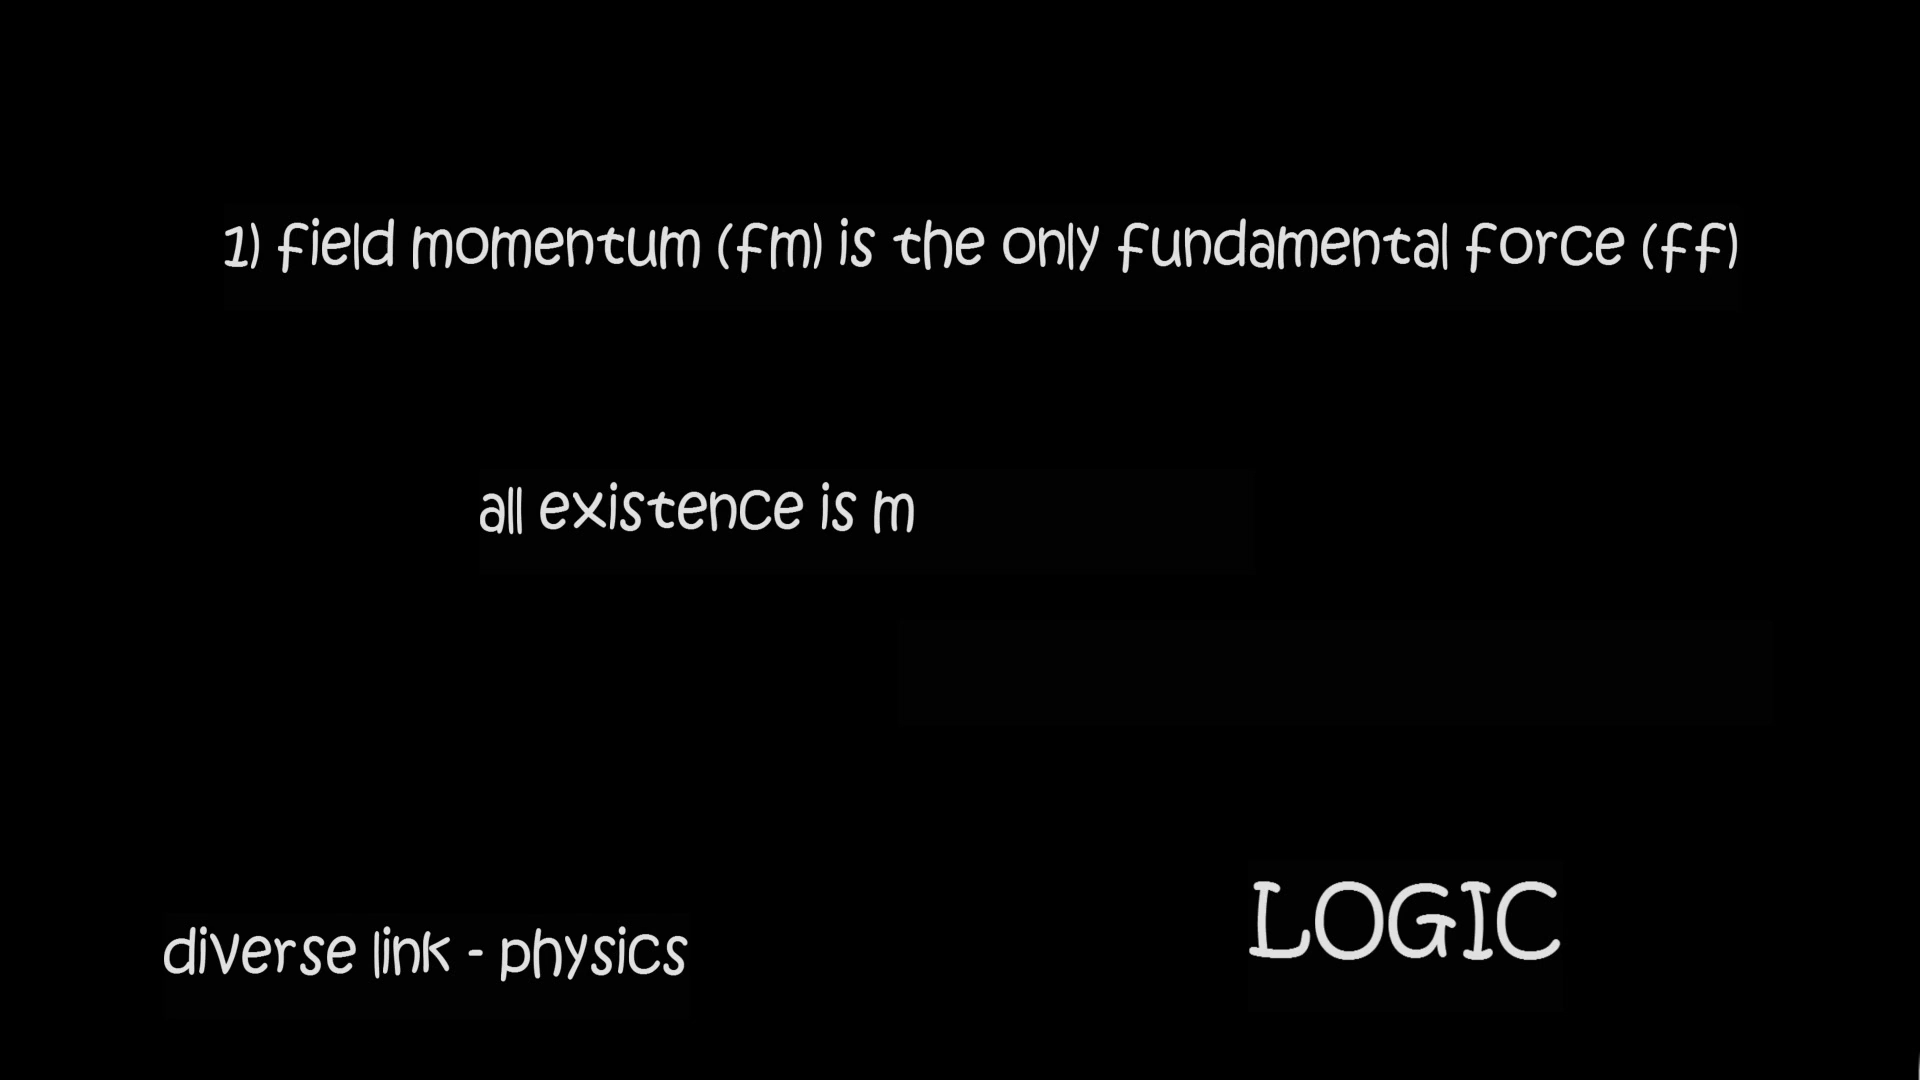 1) field momentum (fm) is the only fundamental force (ff)
all existence is m
diverse link - physics
LOGIC